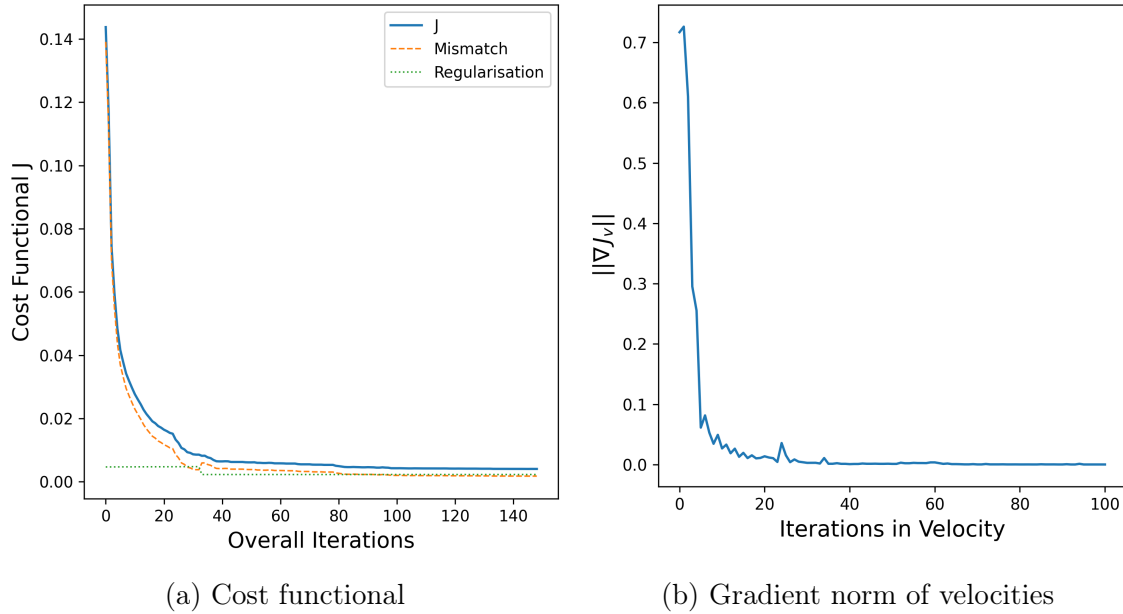 Cost Functional J
0.14
0.12
0.10
0.08
0.06
0.04
0.02
0.00
J
Mismatch
Regularisation
0 20 40 60 80 100 120 140
Overall Iterations
(a) Cost functional
||∇J_v||
0.7
0.6
0.5
0.4
0.3
0.2
0.1
0.0
0 20 40 60 80 100
Iterations in Velocity
(b) Gradient norm of velocities